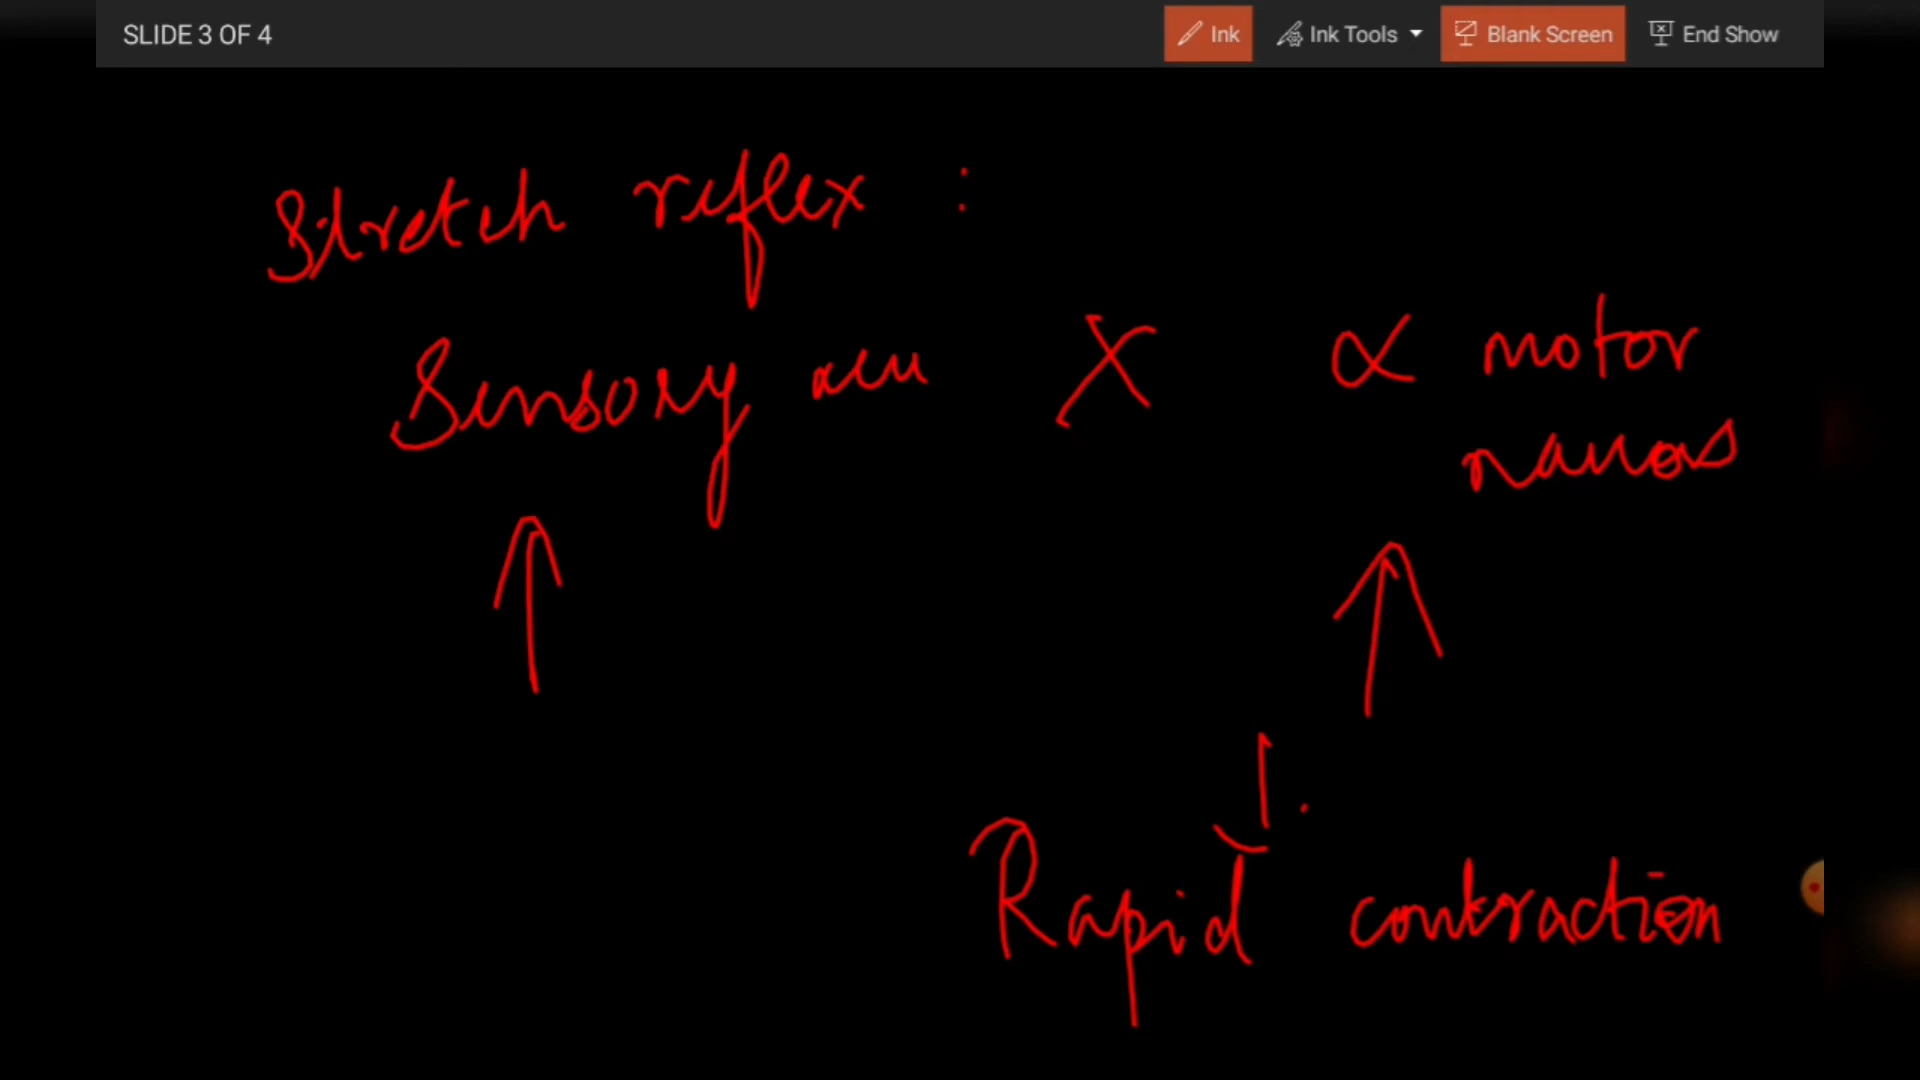 SLIDE 3 OF 4 Ink Ink Tools Blank Screen End Show
Stretch reflex :
Sensory X α motor
Rapid contraction